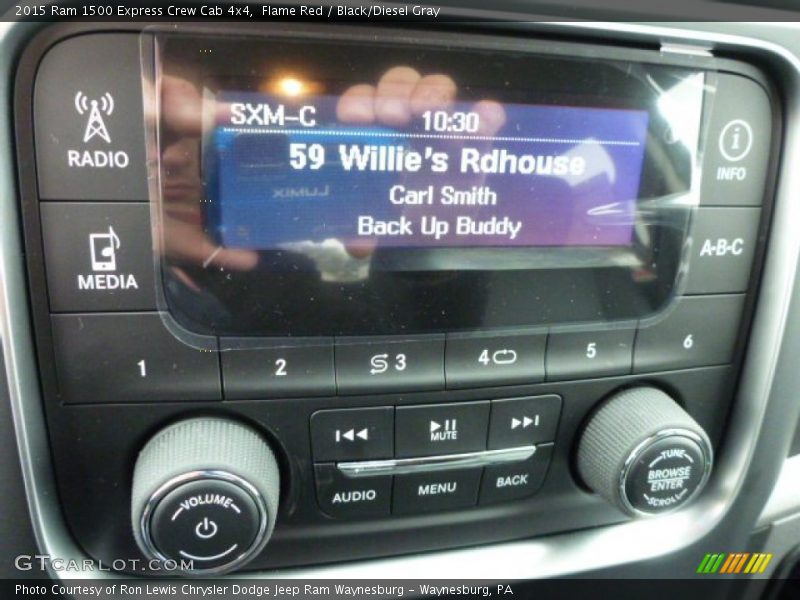 2015 Ram 1500 Express Crew Cab 4x4, Flame Red / Black/Diesel Gray
SXM-C 10:30
RADIO
59 Willie's Rdhouse
INFO
Carl Smith
LUMIX
Back Up Buddy
A-B-C
MEDIA
1 2 3 4 5 6
MUTE
VOLUME
TUNE
BROWSE
ENTER
SCROLL
AUDIO MENU BACK
GTCARLOT.COM
Photo Courtesy of Ron Lewis Chrysler Dodge Jeep Ram Waynesburg - Waynesburg, PA